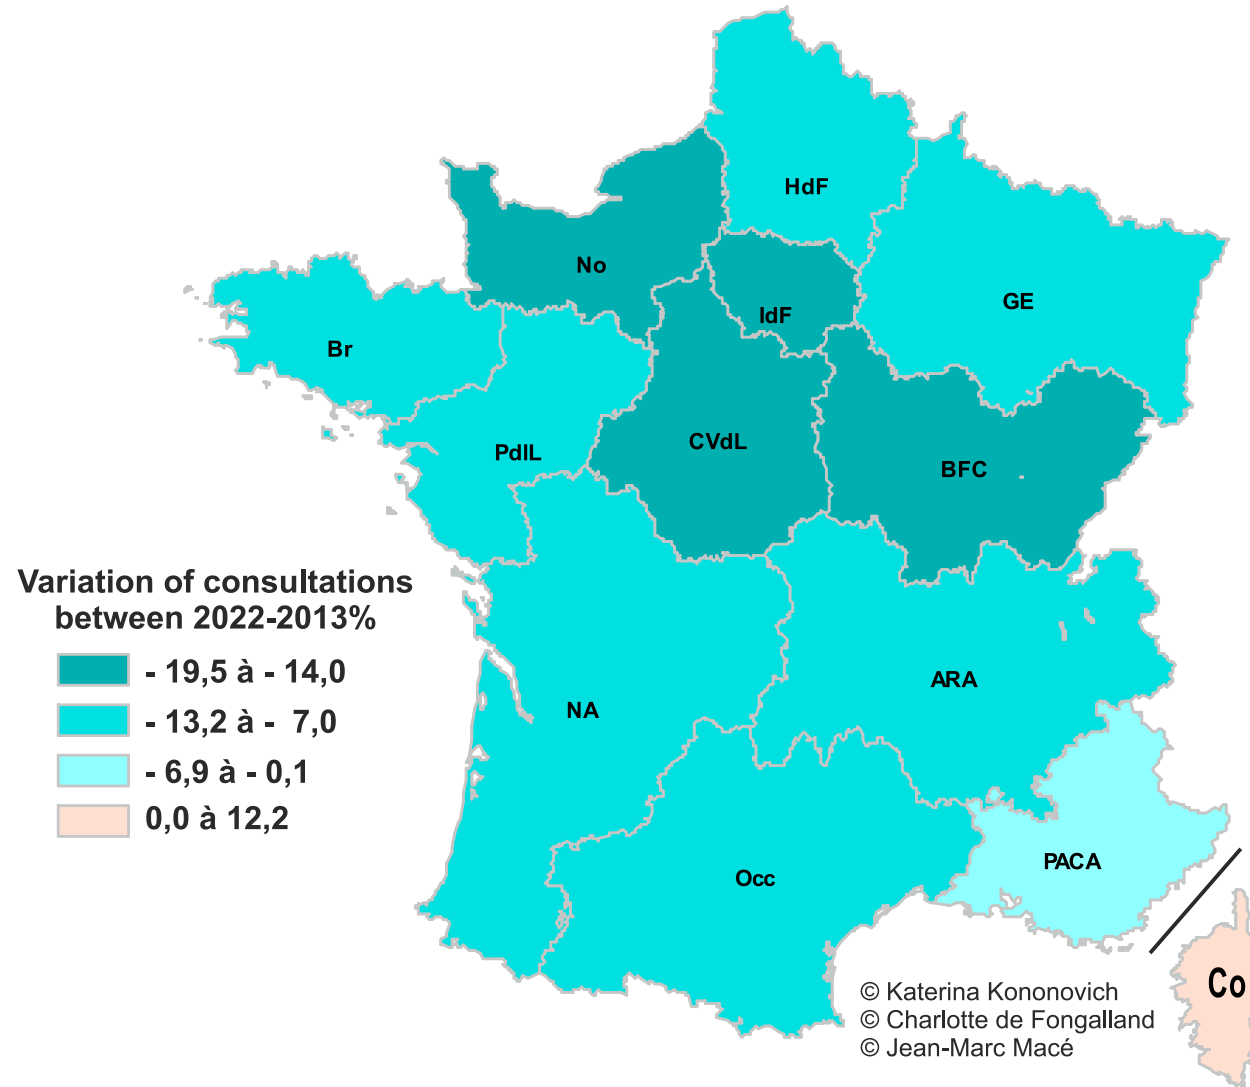 HdF
No
GE
IdF
Br
CVdL
PdlL
BFC
Variation of consultations
between 2022-2013%
- 19,5 à - 14,0
- 13,2 à -  7,0
- 6,9 à - 0,1
0,0 à 12,2
ARA
NA
PACA
Occ
Co
© Katerina Kononovich
© Charlotte de Fongalland
© Jean-Marc Macé